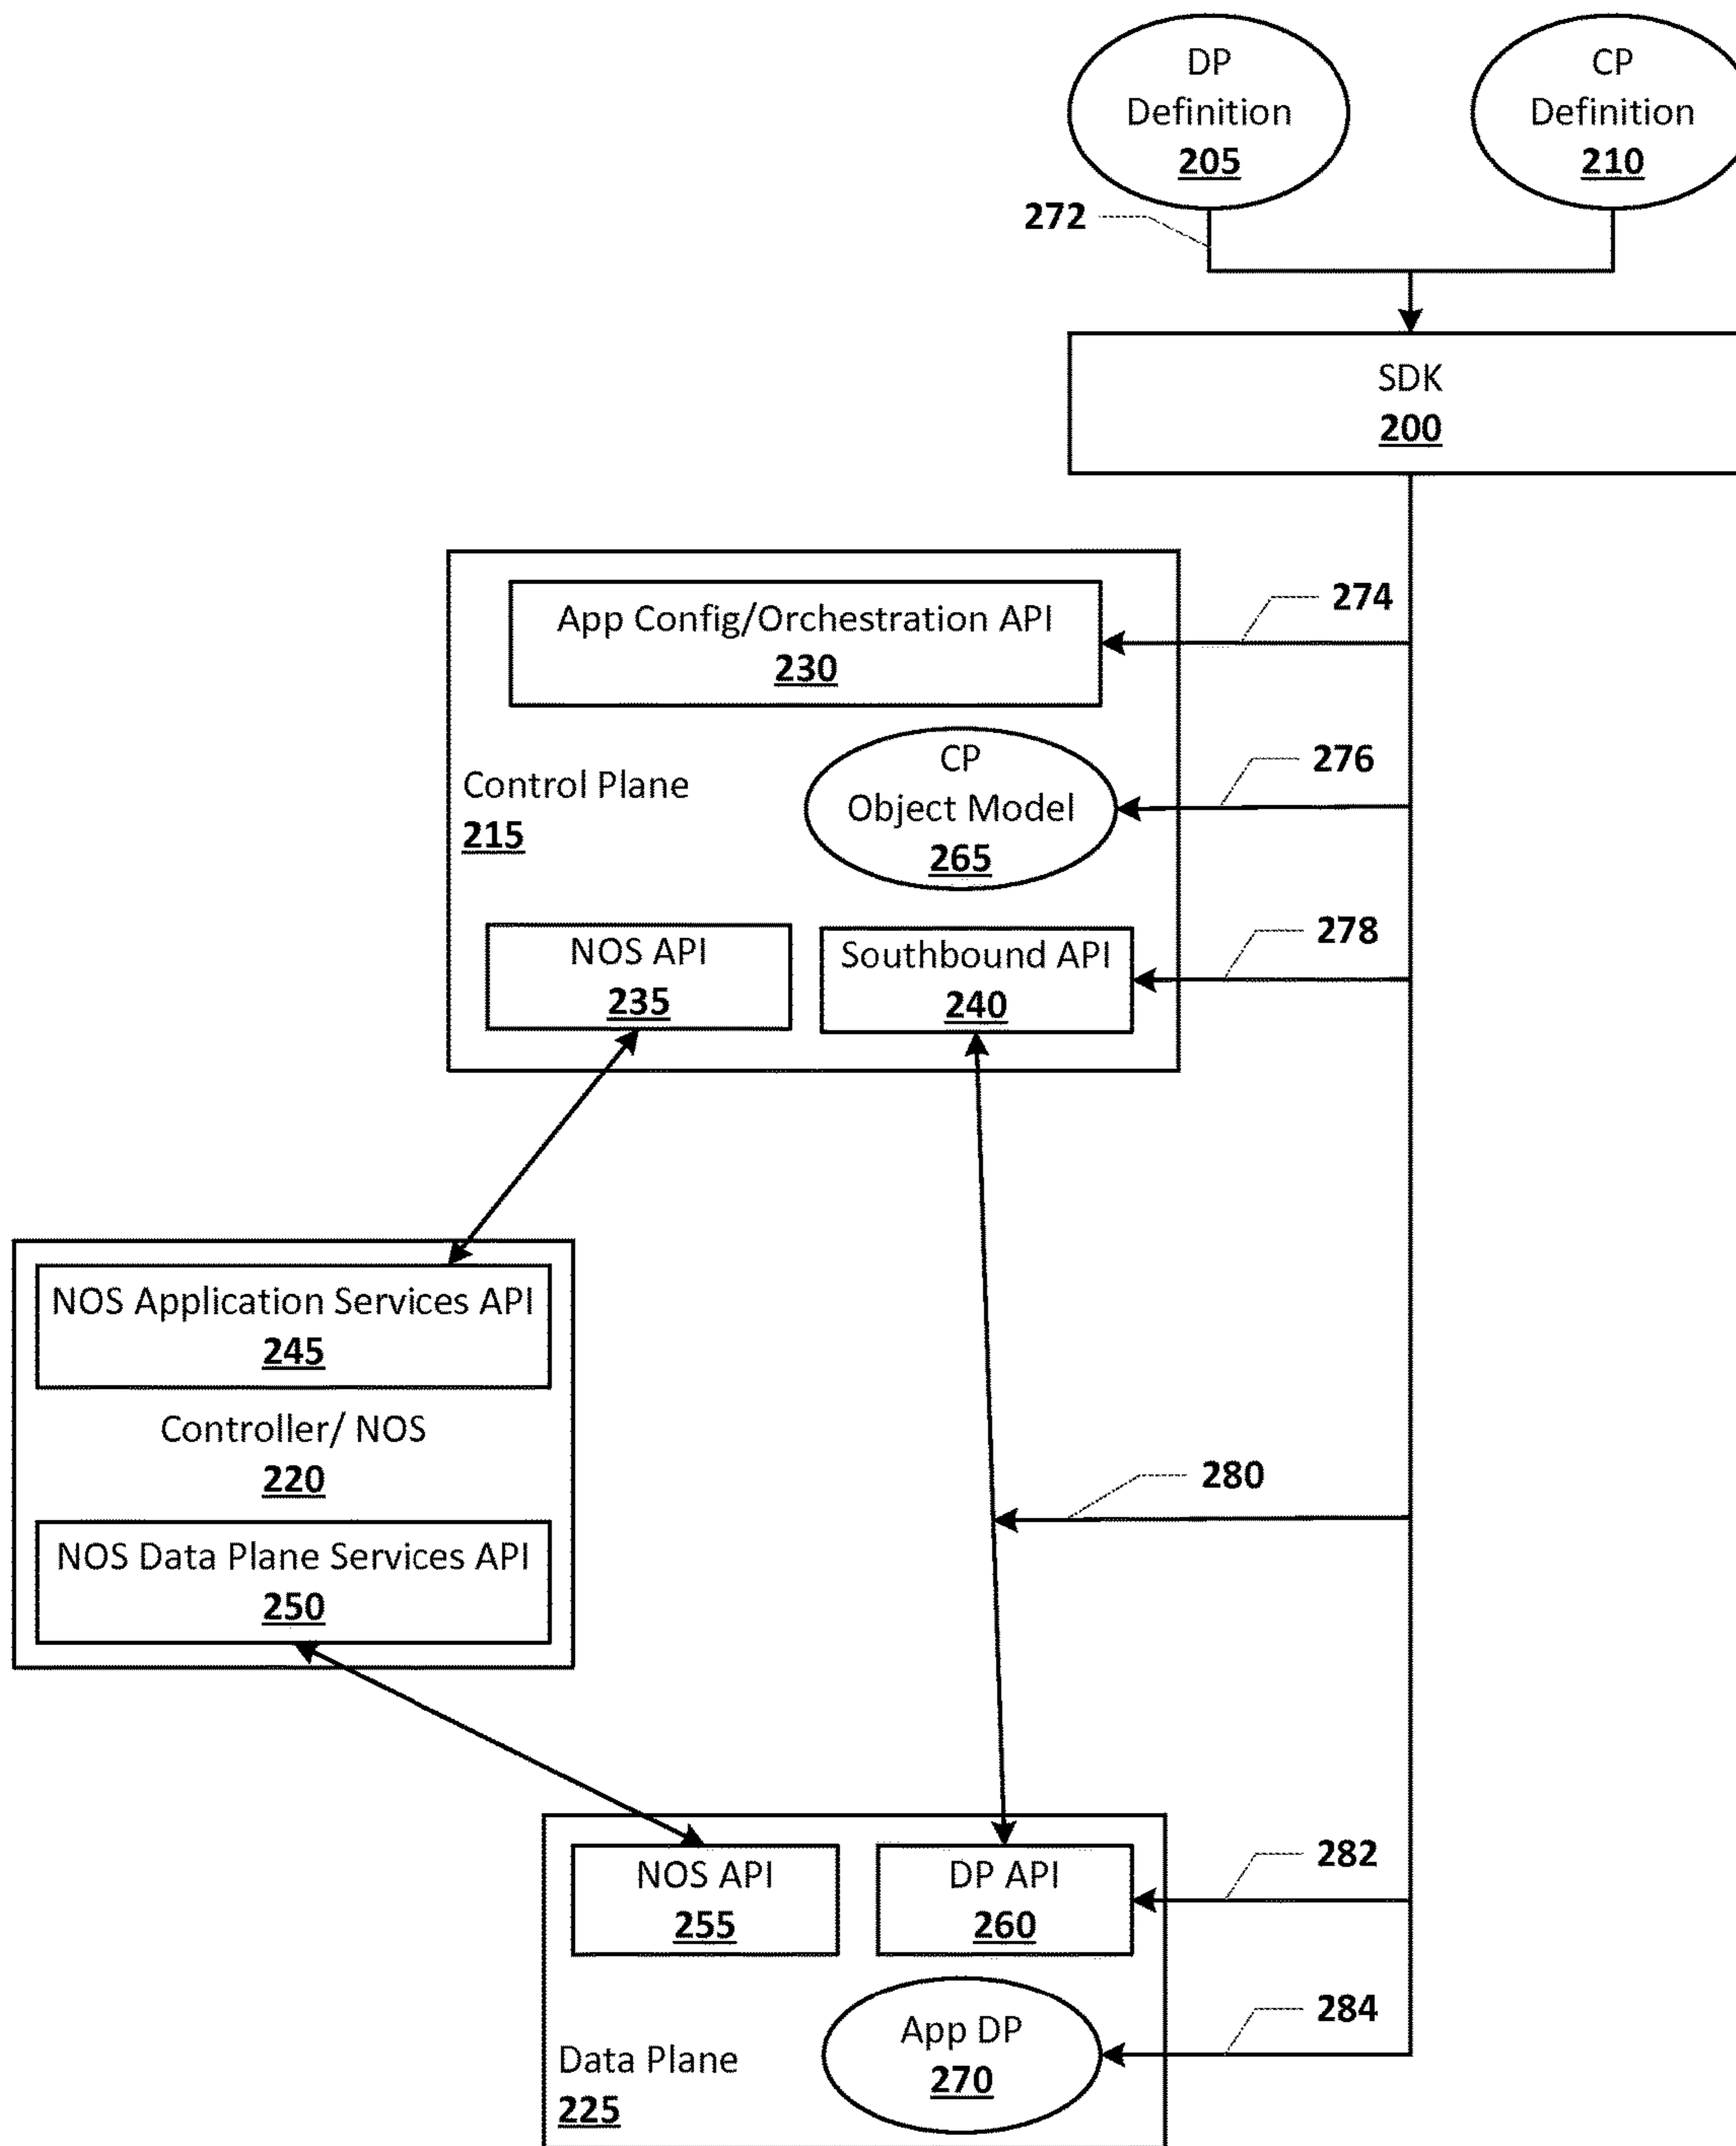 DP
Definition
205
CP
Definition
210
272
SDK
200
274
App Config/Orchestration API
230
276
CP
Object Model
265
Control Plane
215
278
NOS API
235
Southbound API
240
NOS Application Services API
245
Controller/ NOS
220
280
NOS Data Plane Services API
250
282
NOS API
255
DP API
260
284
App DP
270
Data Plane
225